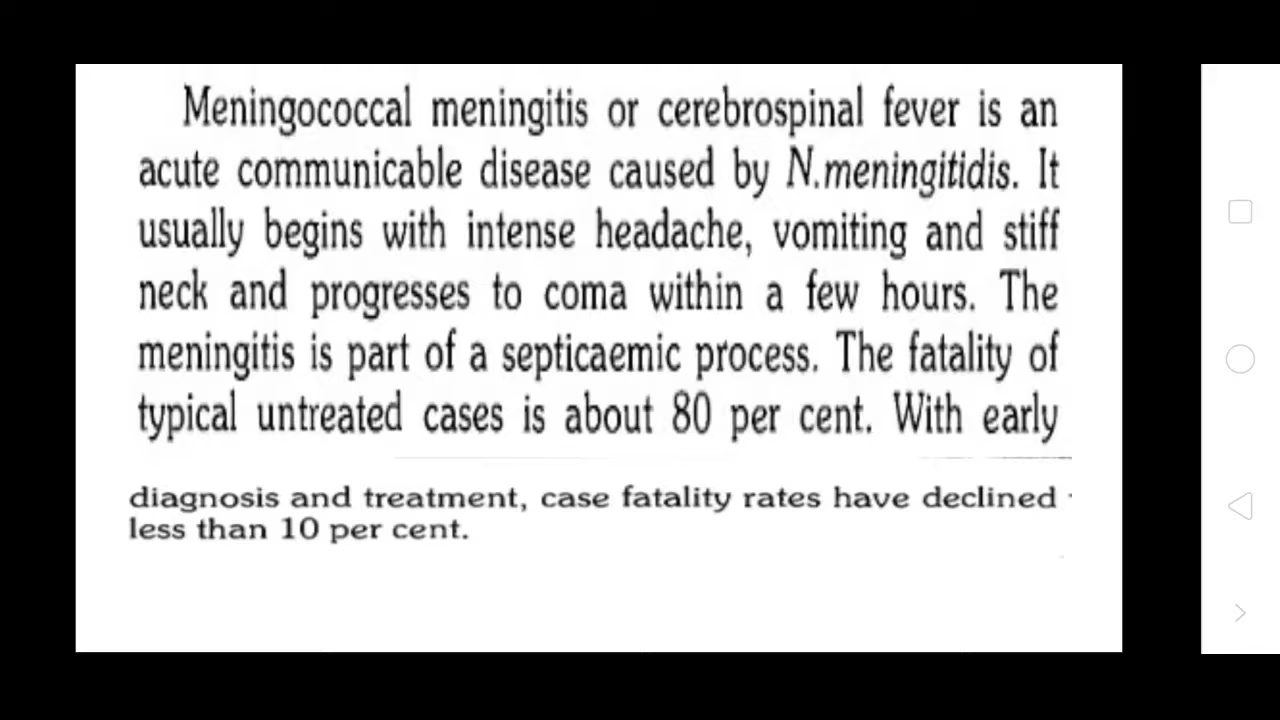 Meningococcal meningitis or cerebrospinal fever is an
acute communicable disease caused by N.meningitidis. It
usually begins with intense headache, vomiting and stiff
neck and progresses to coma within a few hours. The
meningitis is part of a septicaemic process. The fatality of
typical untreated cases is about 80 per cent. With early
diagnosis and treatment, case fatality rates have declined
less than 10 per cent.